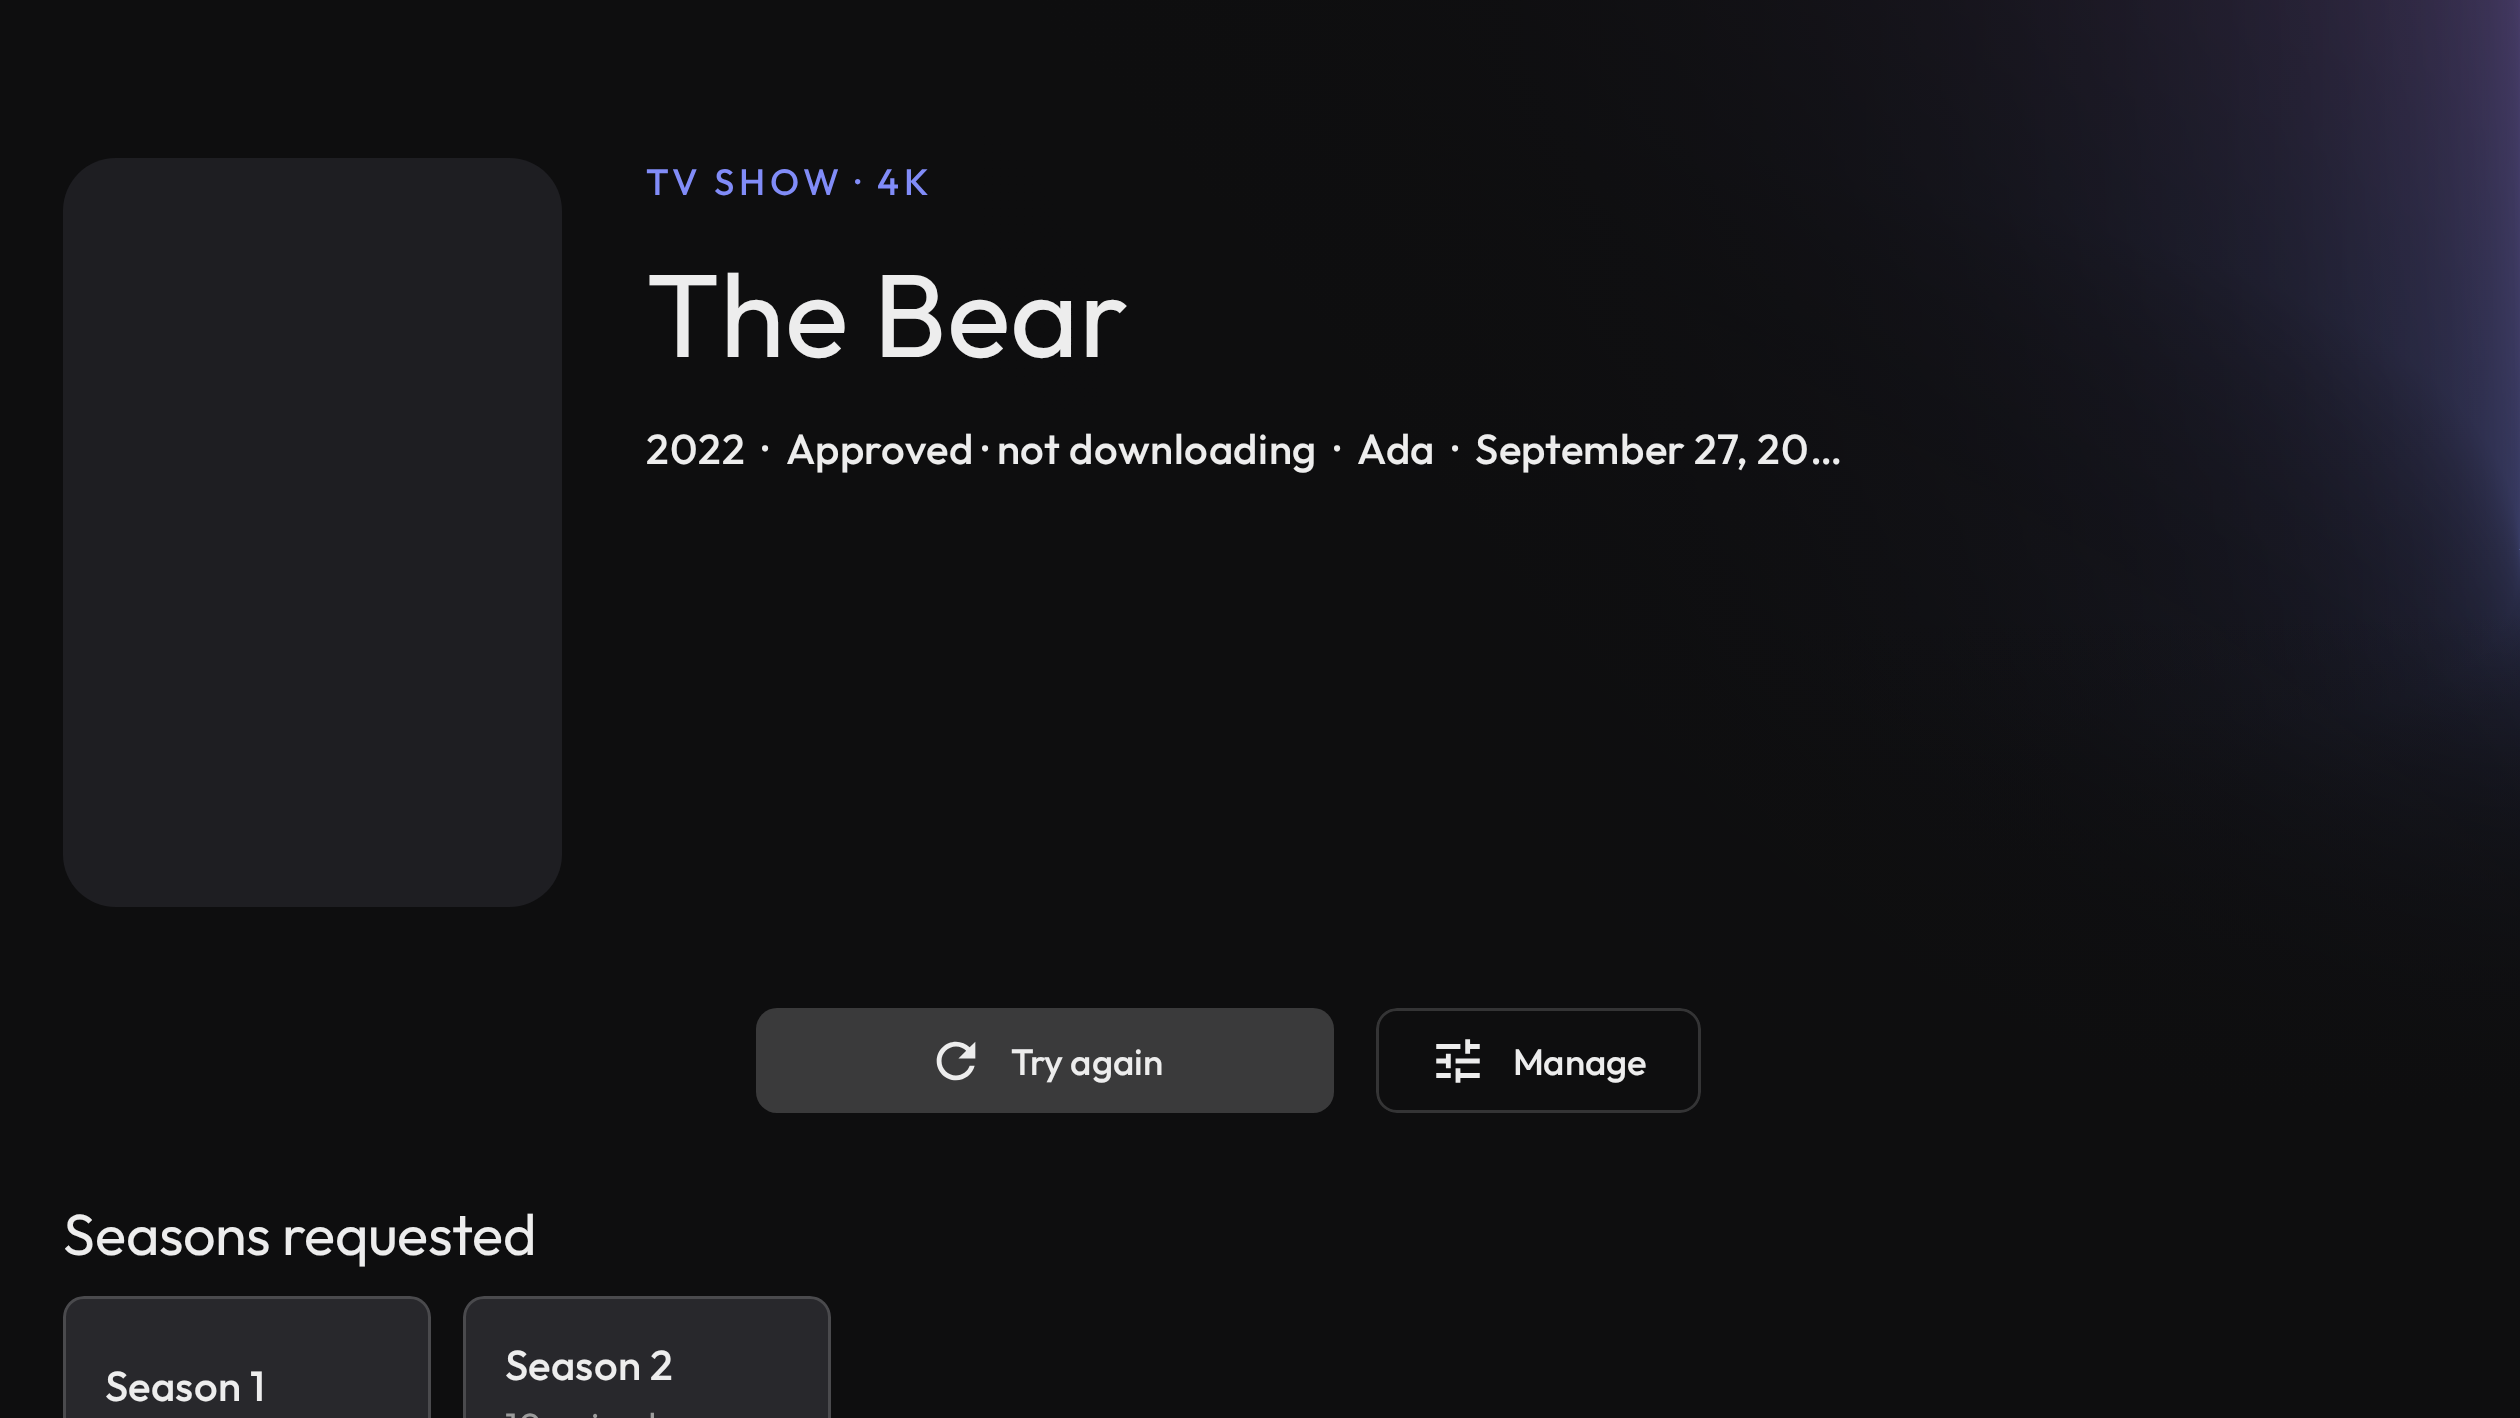 TV SHOW · 4K
The Bear
2022 · Approved · not downloading · Ada · September 27, 20...
Try again
Manage
Seasons requested
Season 1
Season 2